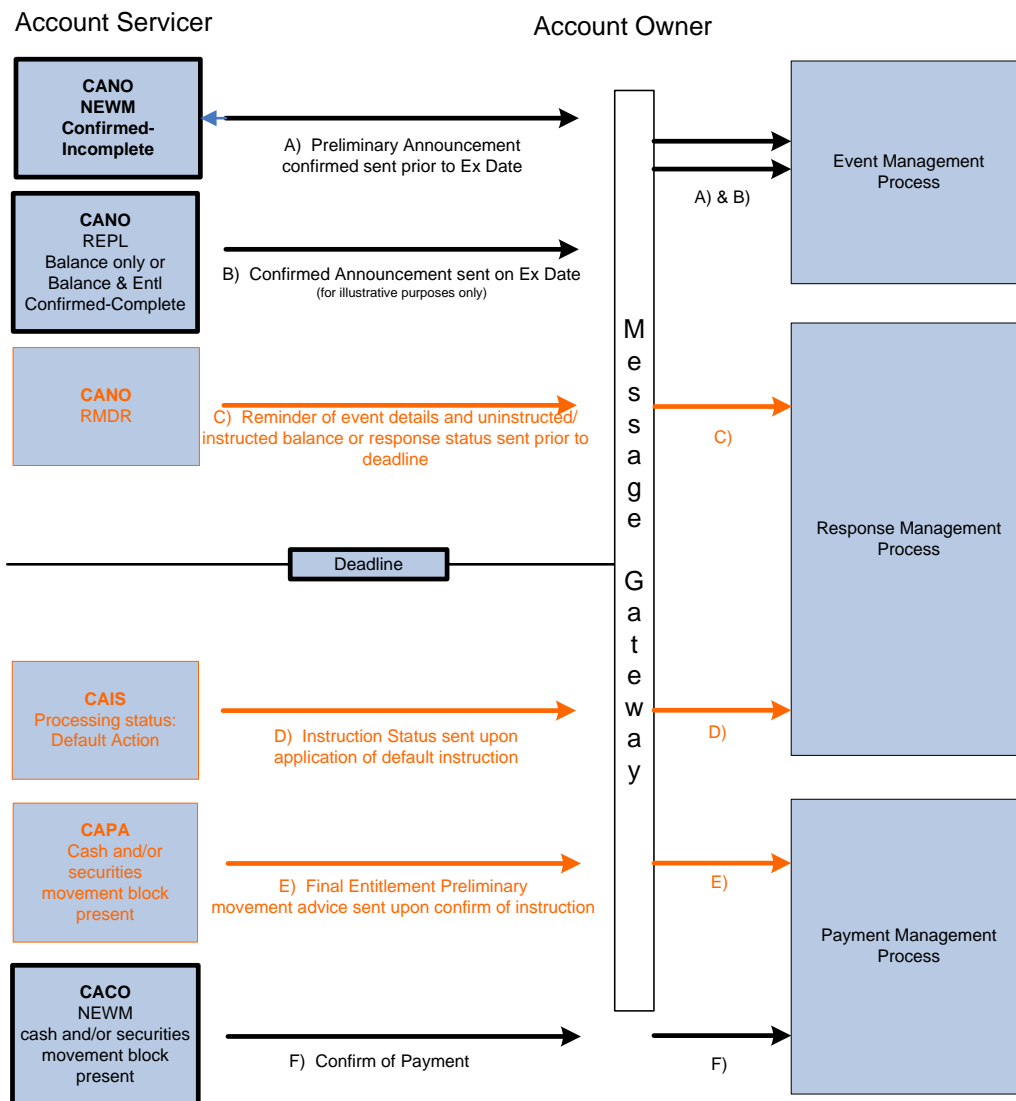 Account Servicer
Account Owner
CANO
NEWM
Confirmed-
Incomplete
A) Preliminary Announcement
confirmed sent prior to Ex Date
A) & B)
Event Management
Process
CANO
REPL
Balance only or
Balance & Entl
Confirmed-Complete
B) Confirmed Announcement sent on Ex Date
(for illustrative purposes only)
Message Gateway
CANO
RMDR
C) Reminder of event details and uninstructed/
instructed balance or response status sent prior to
deadline
C)
Response Management
Process
Deadline
CAIS
Processing status:
Default Action
D) Instruction Status sent upon
application of default instruction
D)
CAPA
Cash and/or
securities
movement block
present
E) Final Entitlement Preliminary
movement advice sent upon confirm of instruction
E)
Payment Management
Process
CACO
NEWM
cash and/or securities
movement block
present
F) Confirm of Payment
F)